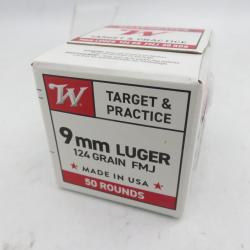 W
TARGET &
PRACTICE
9mm LUGER
124 GRAIN FMJ
MADE IN USA
50 ROUNDS